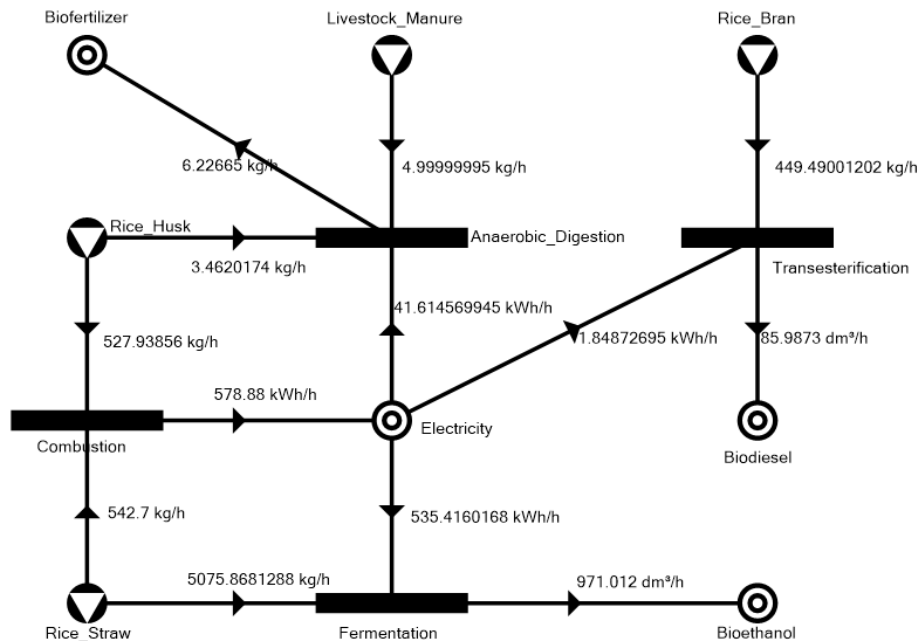 Biofertilizer
Livestock_Manure
Rice_Bran
6.22665 kg/h
4.99999995 kg/h
449.49001202 kg/h
Rice_Husk
Anaerobic_Digestion
3.4620174 kg/h
Transesterification
41.614569945 kWh/h
527.93856 kg/h
1.84872695 kWh/h
85.9873 dm³/h
578.88 kWh/h
Electricity
Combustion
Biodiesel
542.7 kg/h
535.4160168 kWh/h
5075.8681288 kg/h
971.012 dm³/h
Rice_Straw
Fermentation
Bioethanol